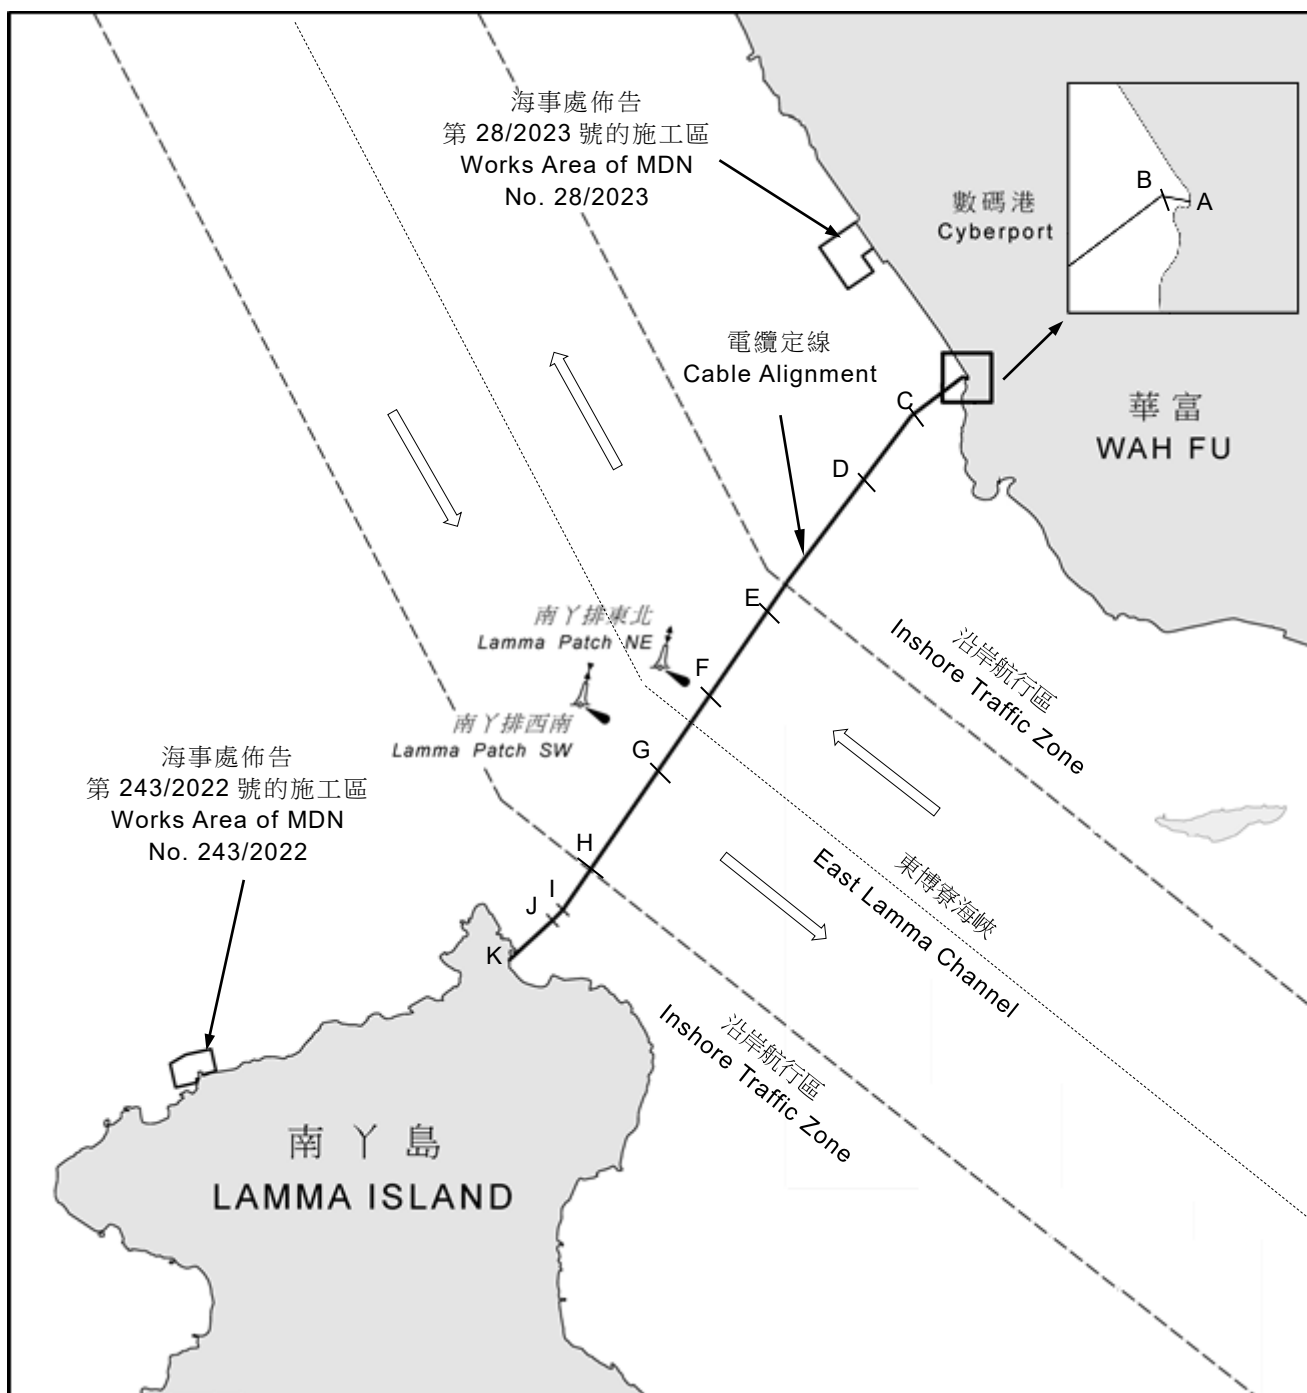 海事處佈告
第 28/2023 號的施工區
Works Area of MDN
No. 28/2023
數碼港
Cyberport
B
A
電纜定線
Cable Alignment
華富
WAH FU
C
D
E
南丫排東北
Lamma Patch NE
F
南丫排西南
Lamma Patch SW
G
沿岸航行區
Inshore Traffic Zone
海事處佈告
第 243/2022 號的施工區
Works Area of MDN
No. 243/2022
H
I
J
K
東博寮海峽
East Lamma Channel
沿岸航行區
Inshore Traffic Zone
南丫島
LAMMA ISLAND